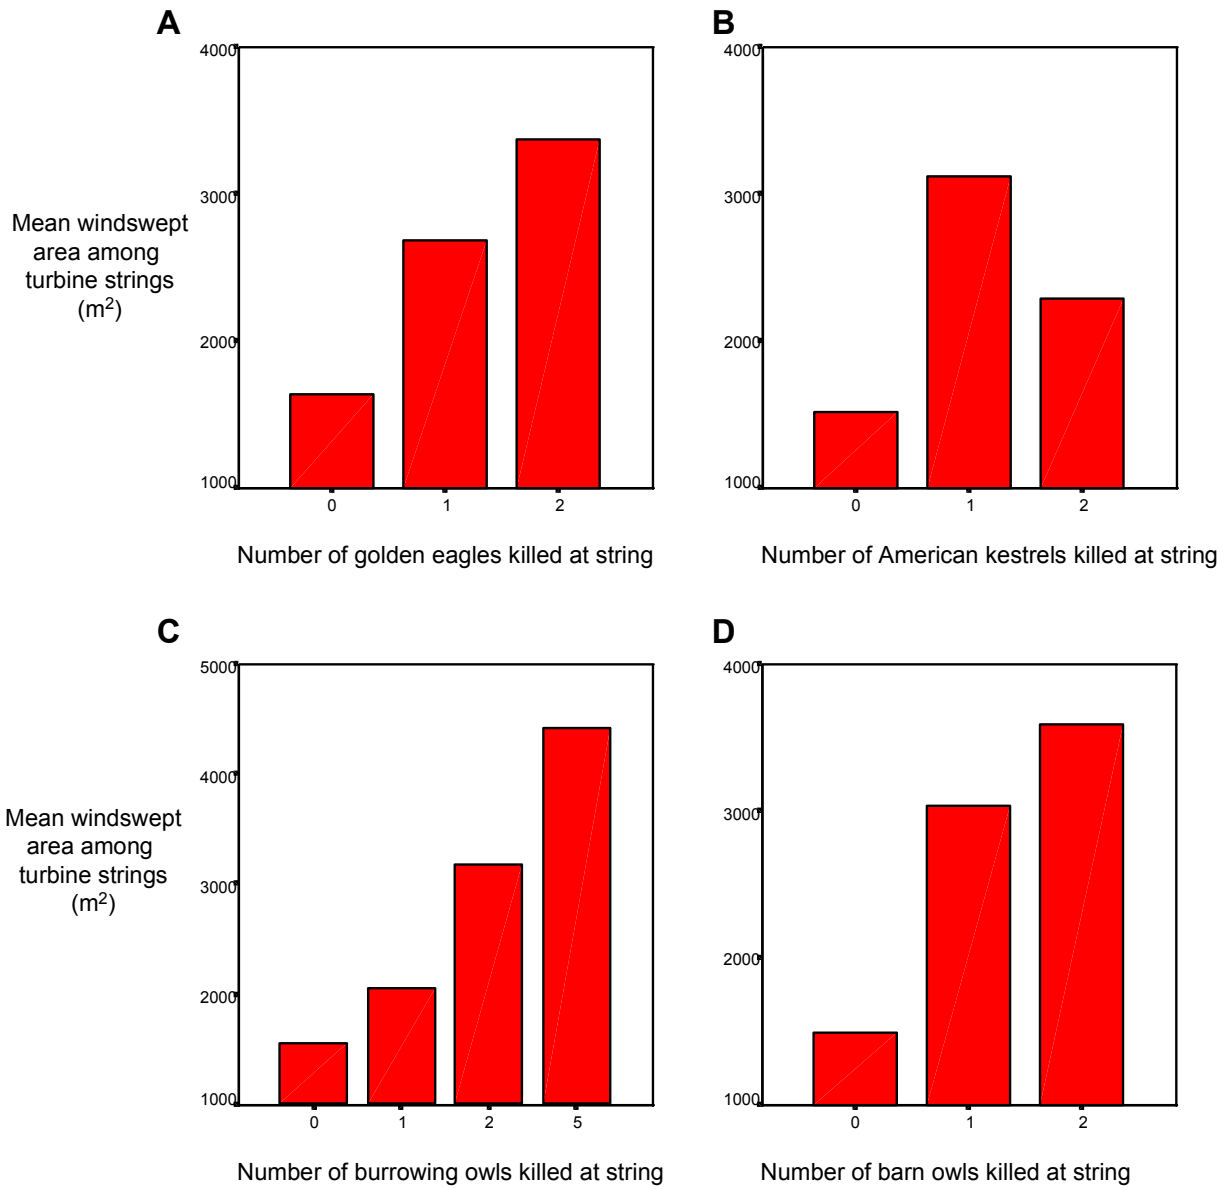 A
4000
3000
2000
1000
Mean windswept
area among
turbine strings
(m²)
0 1 2
Number of golden eagles killed at string
B
4000
3000
2000
1000
0 1 2
Number of American kestrels killed at string
C
5000
4000
3000
2000
1000
Mean windswept
area among
turbine strings
(m²)
0 1 2 5
Number of burrowing owls killed at string
D
4000
3000
2000
1000
0 1 2
Number of barn owls killed at string